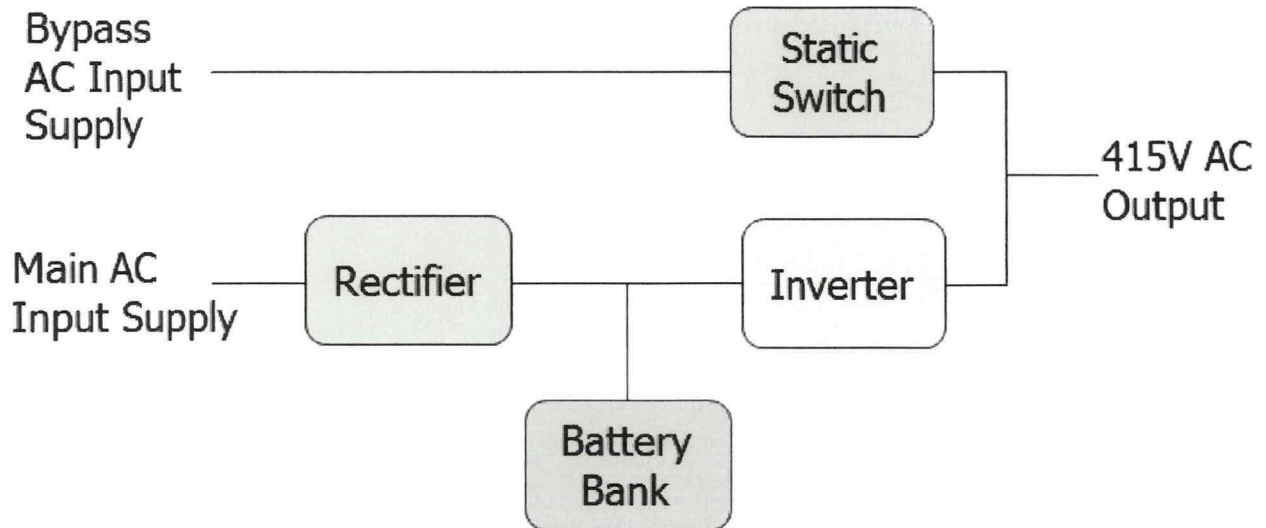 Bypass
AC Input
Supply
Static
Switch
415V AC
Output
Main AC
Input Supply
Rectifier
Inverter
Battery
Bank